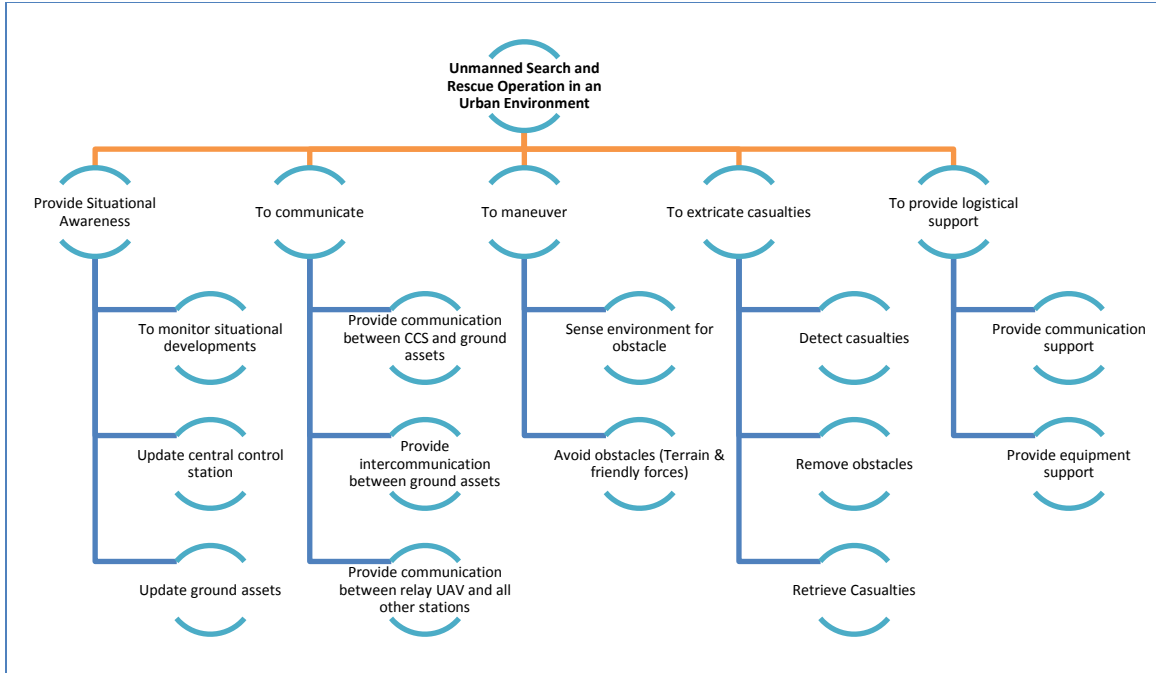 Unmanned Search and
Rescue Operation in an
Urban Environment
Provide Situational
Awareness
To communicate
To maneuver
To extricate casualties
To provide logistical
support
To monitor situational
developments
Provide communication
between CCS and ground
assets
Sense environment for
obstacle
Detect casualties
Provide communication
support
Update central control
station
Provide
intercommunication
between ground assets
Avoid obstacles (Terrain &
friendly forces)
Remove obstacles
Provide equipment
support
Update ground assets
Provide communication
between relay UAV and all
other stations
Retrieve Casualties